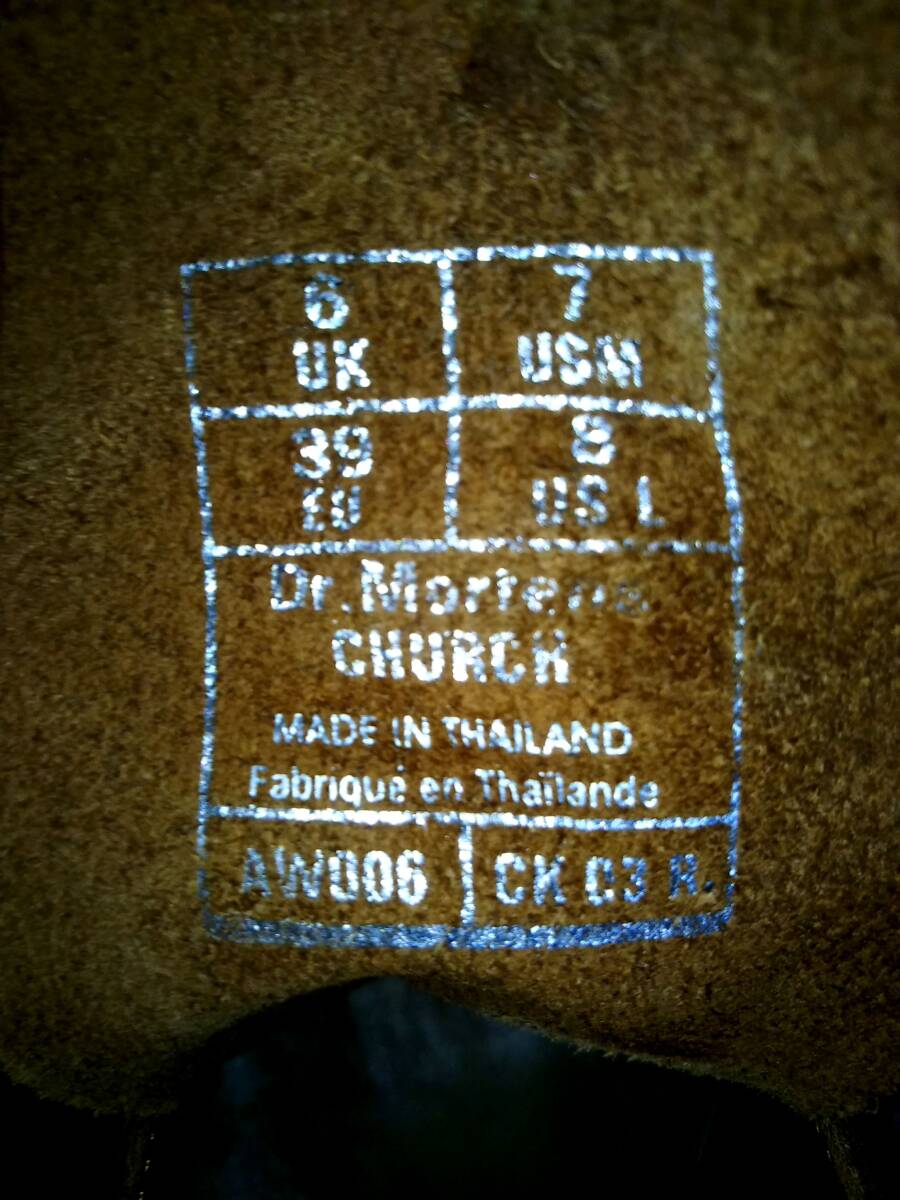 6 7
UK USM
39 8
EU US L
Dr. Martens
CHURCH
MADE IN THAILAND
Fabriqué en Thaïlande
AW006 CK 03 R.